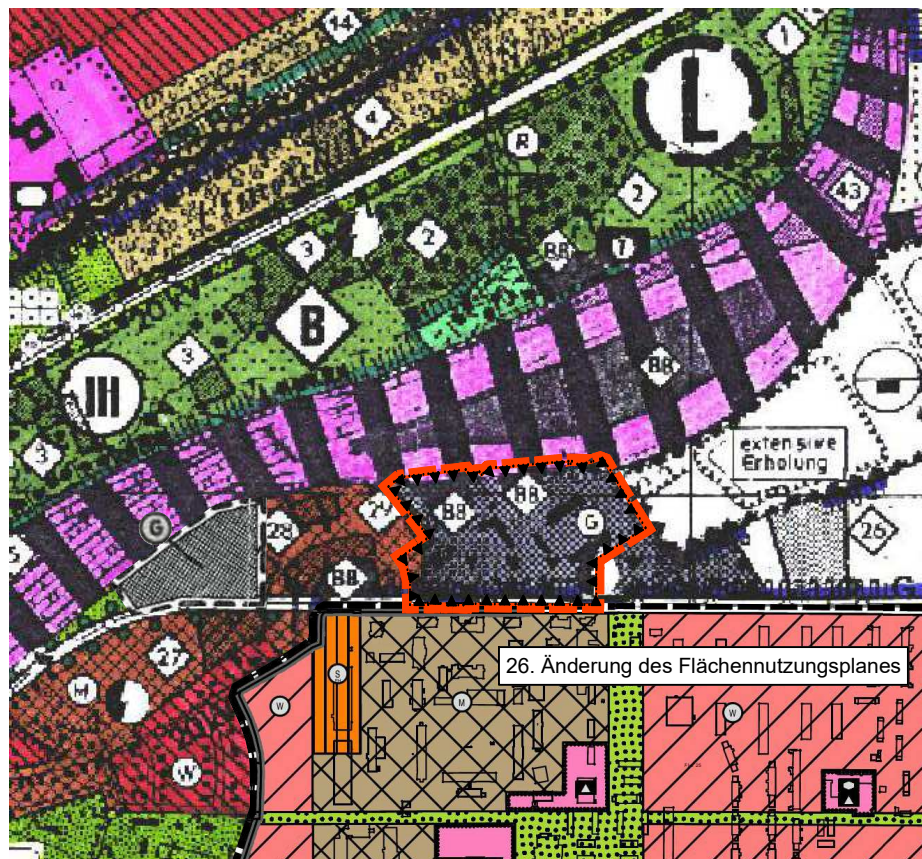 14
1
4
L
R
2
43
3
2
BB
T
B
3
BB
III
3
extensive
Erholung
29
BB
BB
G
28
G
26
BB
G
27
M
S
26. Änderung des Flächennutzungsplanes
W
M
W
W